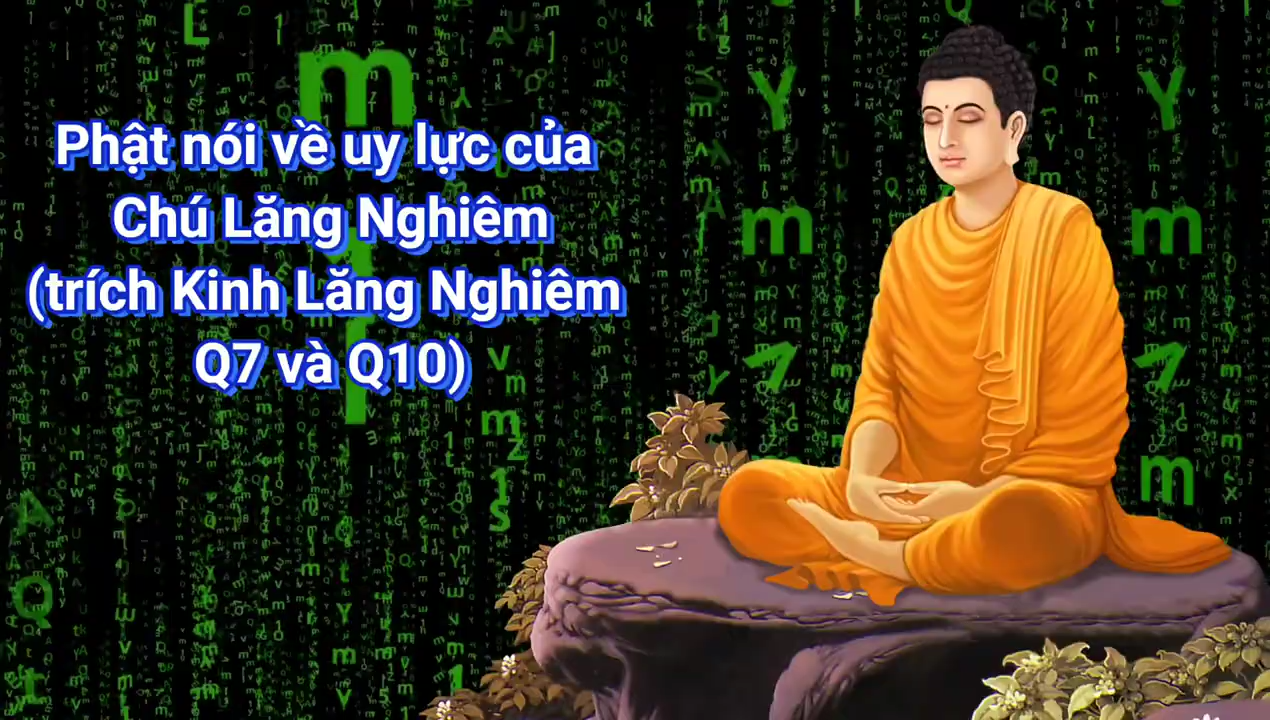 Phật nói về uy lực của
Chú Lăng Nghiêm
(trích Kinh Lăng Nghiêm
Q7 và Q10)